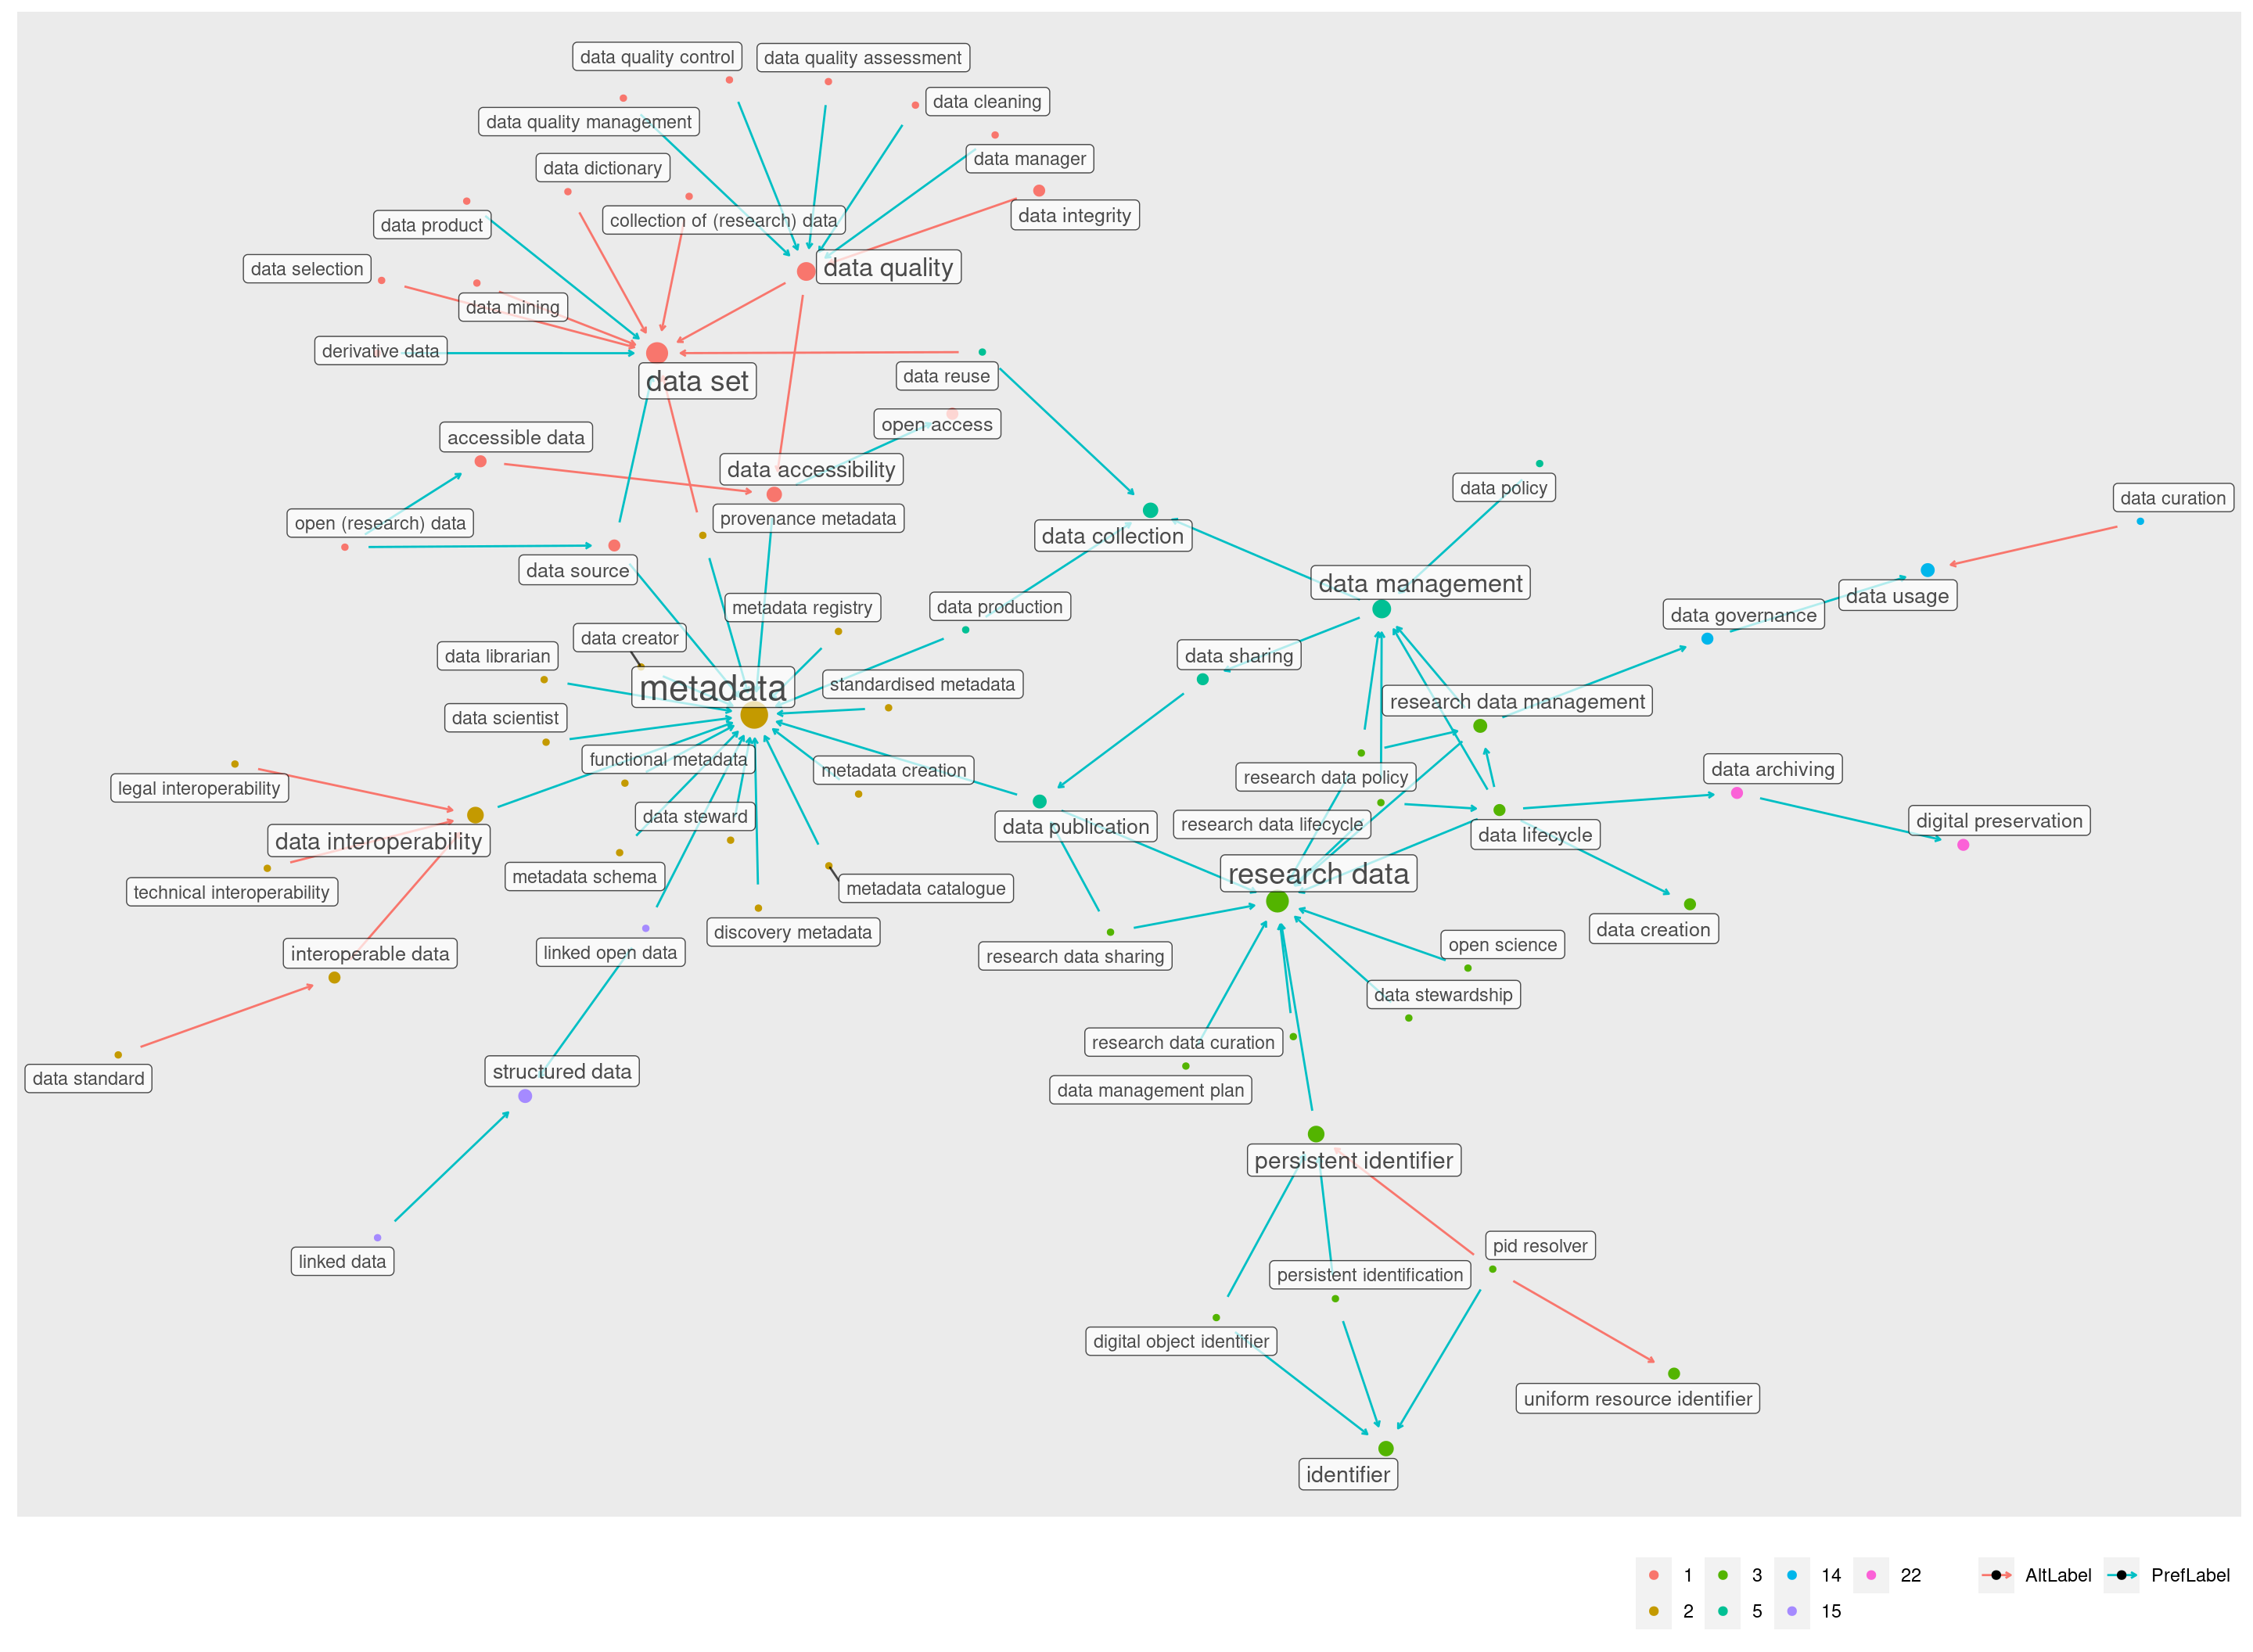 data quality control
data quality assessment
data cleaning
data quality management
data manager
data dictionary
data product
collection of (research) data
data integrity
data selection
data quality
data mining
derivative data
data set
data reuse
open access
accessible data
data accessibility
data policy
data curation
open (research) data
provenance metadata
data collection
data source
data management
data usage
metadata registry
data production
data governance
data creator
data librarian
data sharing
metadata
standardised metadata
research data management
data scientist
functional metadata
metadata creation
research data policy
data archiving
legal interoperability
data steward
data publication
research data lifecycle
data lifecycle
digital preservation
data interoperability
metadata schema
metadata catalogue
research data
technical interoperability
discovery metadata
data creation
interoperable data
linked open data
research data sharing
open science
data stewardship
research data curation
data standard
structured data
data management plan
persistent identifier
linked data
persistent identification
pid resolver
digital object identifier
uniform resource identifier
identifier
1
3
14
22
AltLabel
PrefLabel
2
5
15